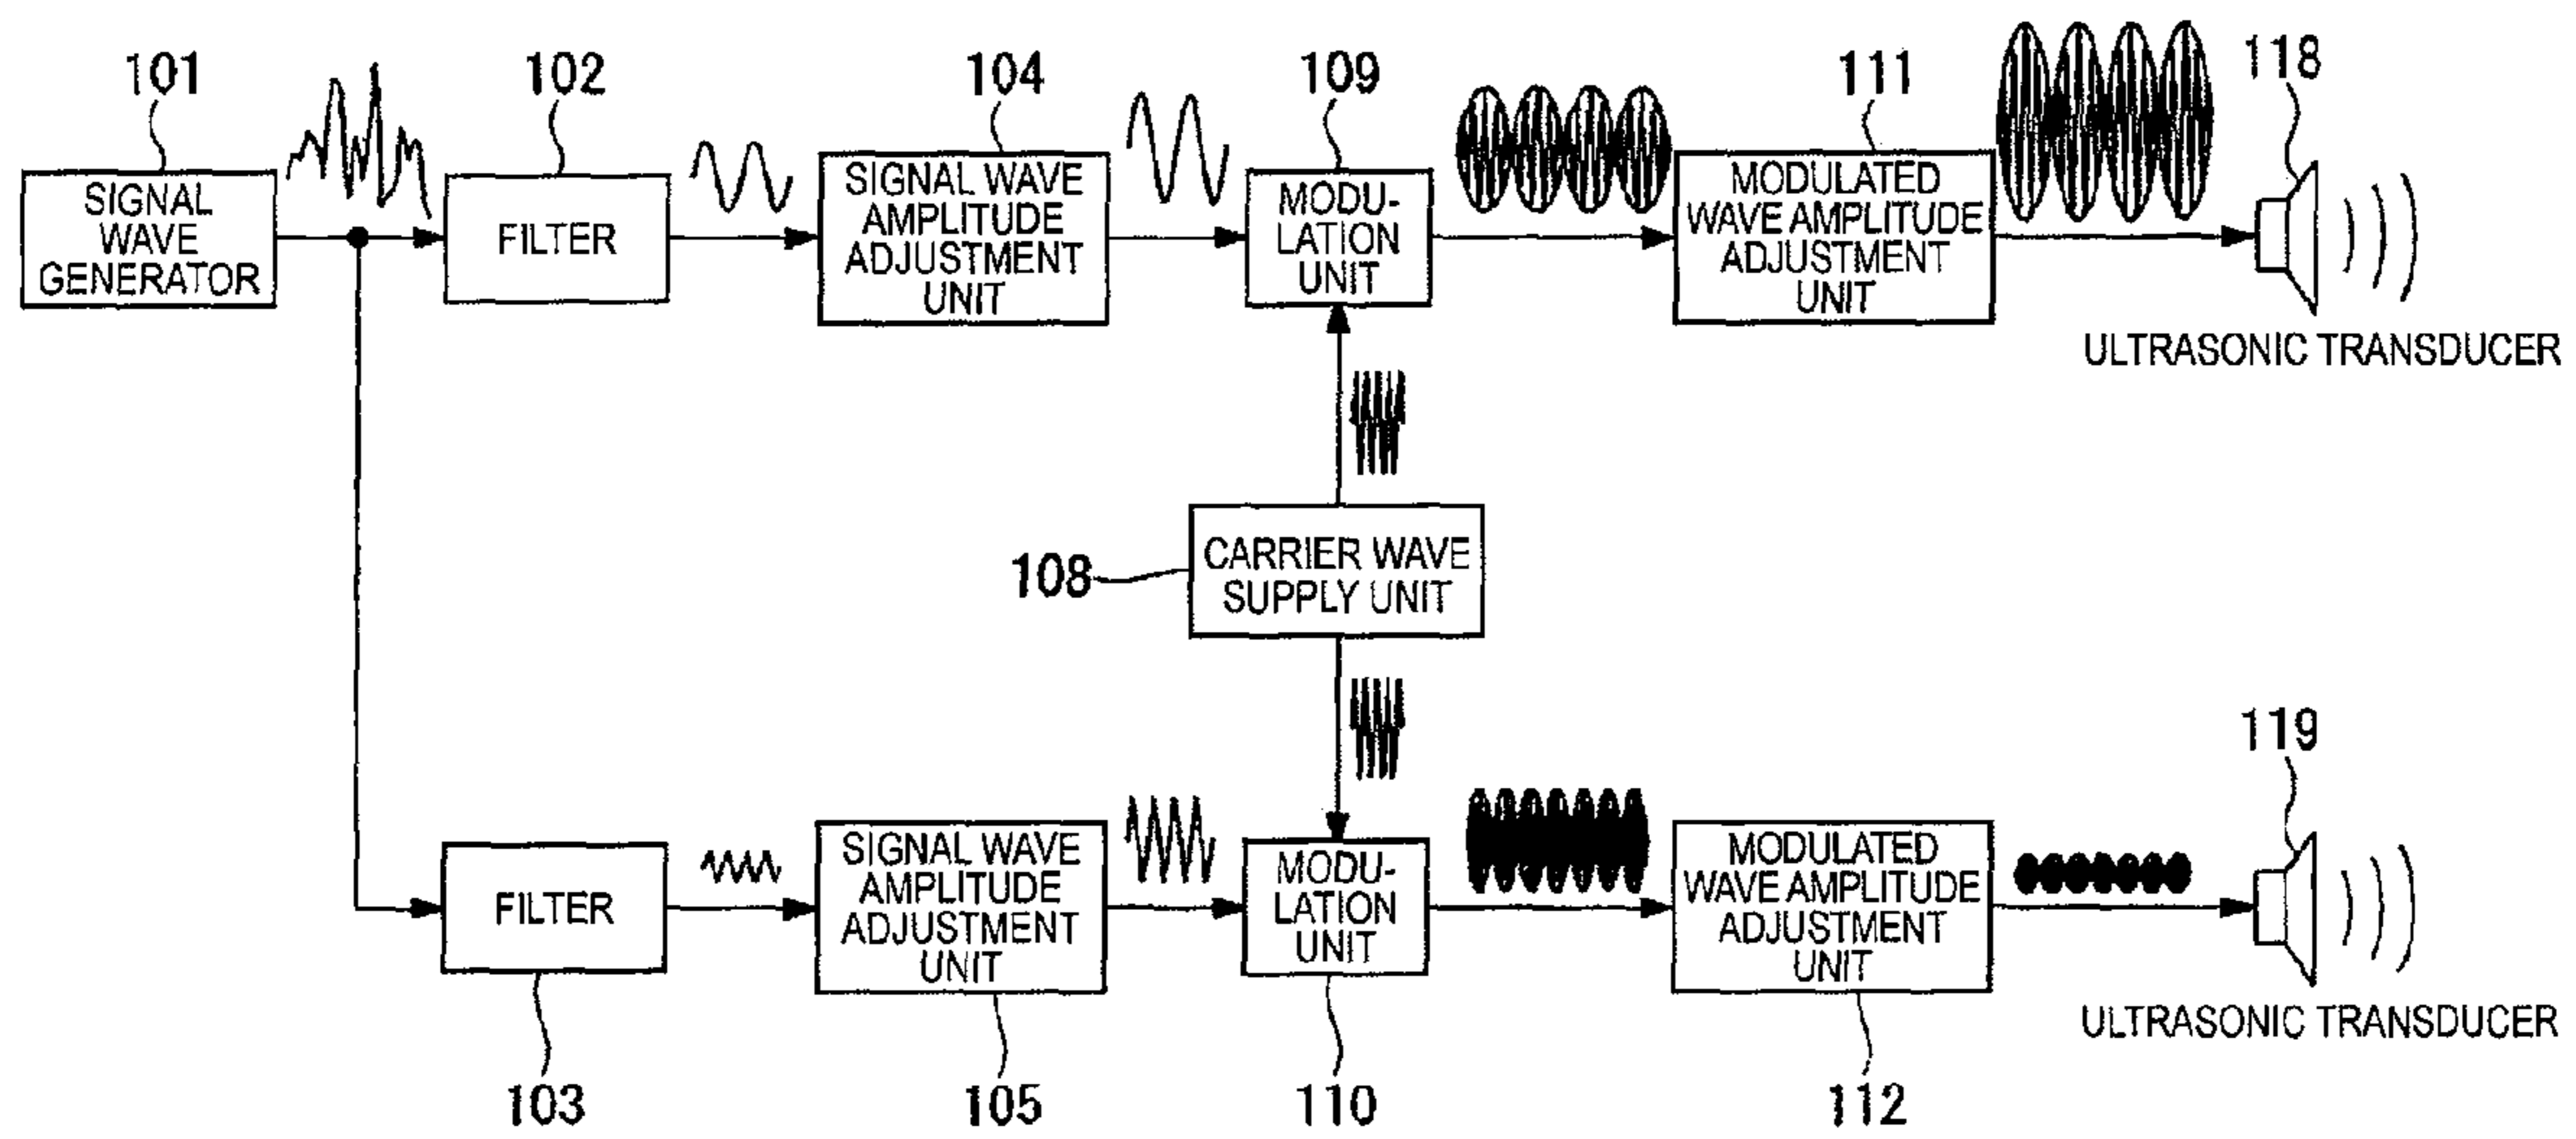 101
102
104
109
111
118
SIGNAL
WAVE
GENERATOR
FILTER
SIGNAL WAVE
AMPLITUDE
ADJUSTMENT
UNIT
MODU-
LATION
UNIT
MODULATED
WAVE AMPLITUDE
ADJUSTMENT
UNIT
ULTRASONIC TRANSDUCER
108
CARRIER WAVE
SUPPLY UNIT
119
FILTER
SIGNAL WAVE
AMPLITUDE
ADJUSTMENT
UNIT
MODU-
LATION
UNIT
MODULATED
WAVE AMPLITUDE
ADJUSTMENT
UNIT
ULTRASONIC TRANSDUCER
103
105
110
112